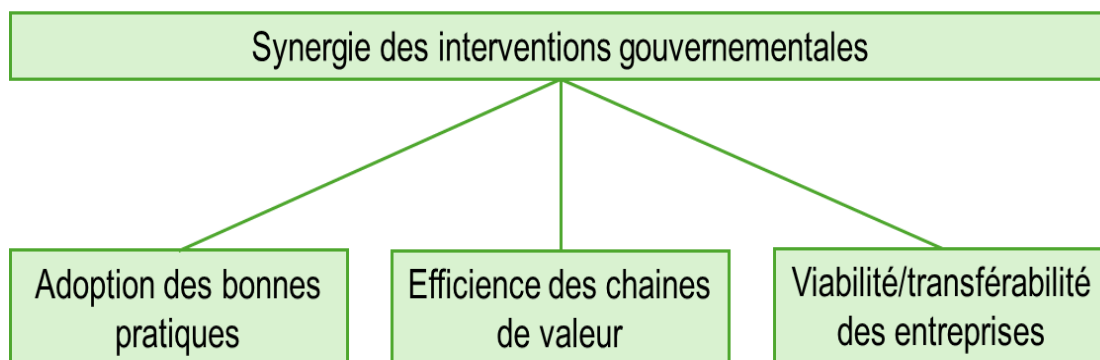 Synergie des interventions gouvernementales
Adoption des bonnes
pratiques
Efficience des chaines
de valeur
Viabilité/transférabilité
des entreprises